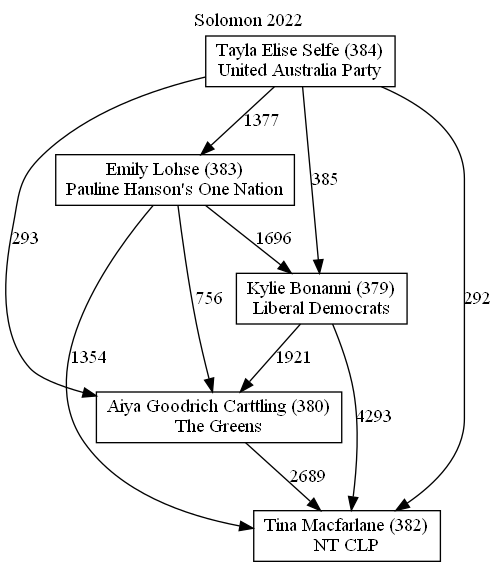 Solomon 2022
Tayla Elise Selfe (384)
United Australia Party
1377
Emily Lohse (383)
Pauline Hanson's One Nation
385
293
1696
Kylie Bonanni (379)
Liberal Democrats
756
292
1354
1921
Aiya Goodrich Carttling (380)
The Greens
4293
2689
Tina Macfarlane (382)
NT CLP